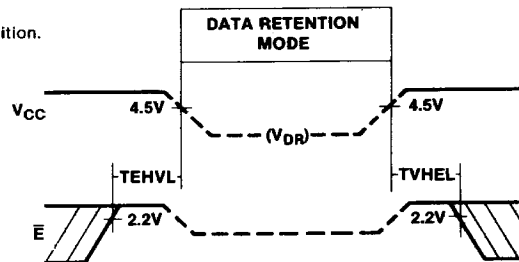 ition.
DATA RETENTION
MODE
VCC
4.5V
(VDR)
4.5V
TEHVL
TVHEL
E̅
2.2V
2.2V